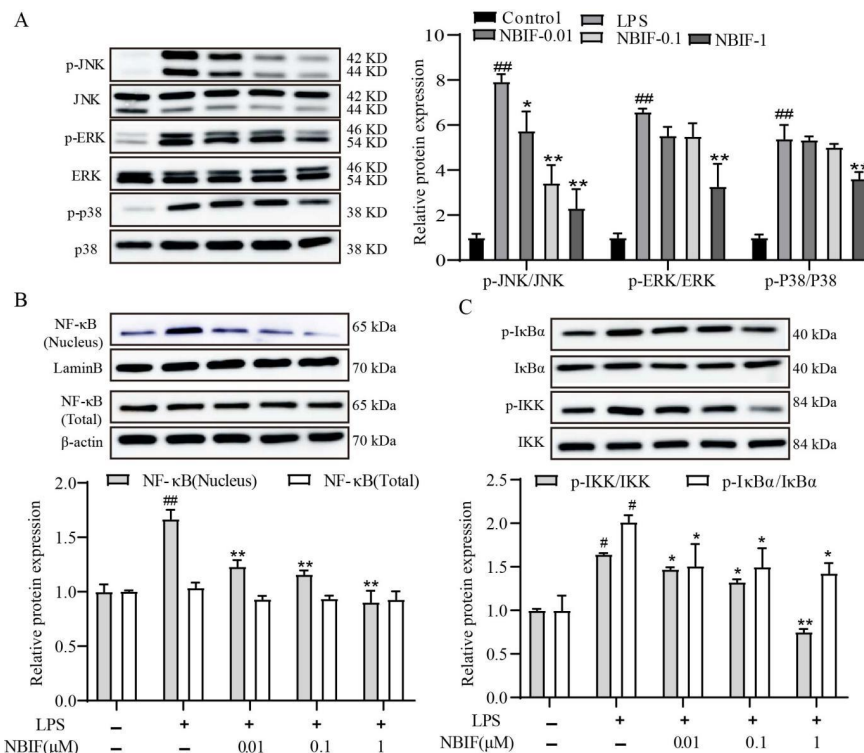 A
p-JNK
42 KD
44 KD
JNK
42 KD
44 KD
p-ERK
46 KD
54 KD
ERK
46 KD
54 KD
p-p38
38 KD
p38
38 KD
Control
LPS
NBIF-0.01
NBIF-0.1
NBIF-1
Relative protein expression
10
8
6
4
2
0
##
*
**
**
##
**
##
**
p-JNK/JNK
p-ERK/ERK
p-P38/P38
B
NF-κB
(Nucleus)
65 kDa
LaminB
70 kDa
NF-κB
(Total)
65 kDa
β-actin
70 kDa
NF-κB(Nucleus)
NF-κB(Total)
Relative protein expression
2.0
1.5
1.0
0.5
0.0
##
**
**
**
LPS
– + + + +
NBIF(μM)
– – 0.01 0.1 1
C
p-IκBα
40 kDa
IκBα
40 kDa
p-IKK
84 kDa
IKK
84 kDa
p-IKK/IKK
p-IκBα/IκBα
Relative protein expression
2.5
2.0
1.5
1.0
0.5
0.0
#
#
*
*
*
*
**
*
– + + + +
– – 0.01 0.1 1